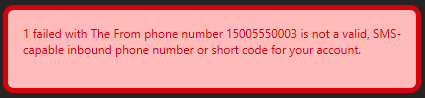 1 failed with The From phone number 15005550003 is not a valid, SMS-
capable inbound phone number or short code for your account.